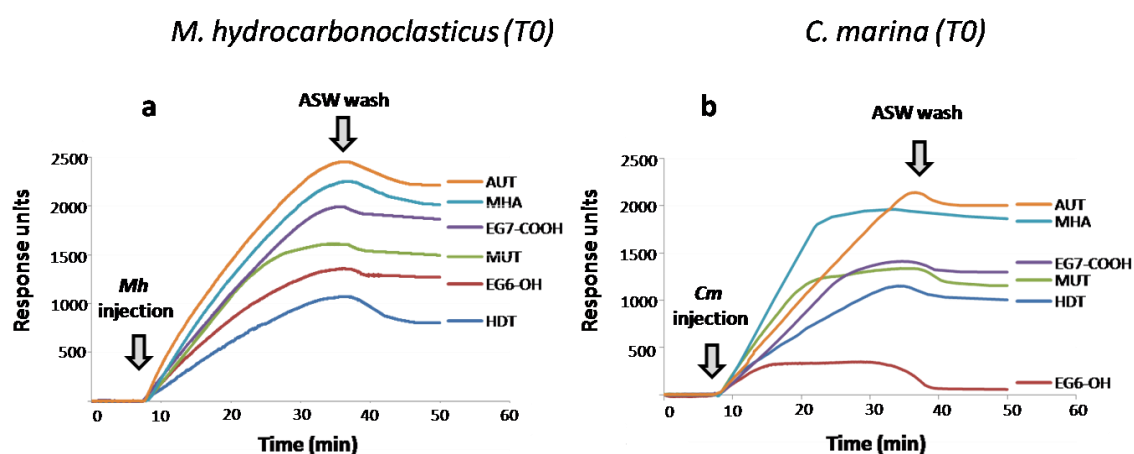 M. hydrocarbonoclasticus (T0)
C. marina (T0)
a
ASW wash
Response units
2500
2000
1500
1000
500
Mh
injection
AUT
MHA
EG7-COOH
MUT
EG6-OH
HDT
0 10 20 30 40 50 60
Time (min)
b
ASW wash
Response units
2500
2000
1500
1000
500
0
Cm
injection
AUT
MHA
EG7-COOH
MUT
HDT
EG6-OH
0 10 20 30 40 50 60
Time (min)